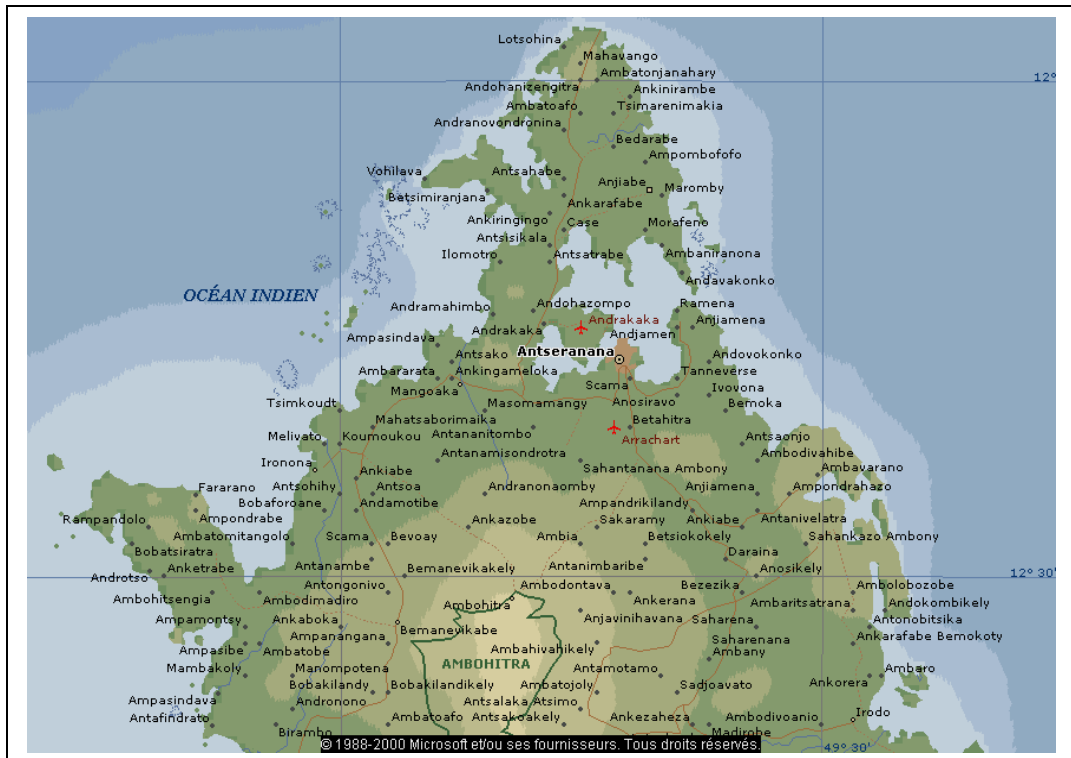 Lotsohina
Mahavango
Ambatonjanahary
12°
Andohanizengitra
Ankinirambe
Ambatoafo
Tsimarenimakia
Andranovondronina
Bedarabe
Ampombofofo
Vohilava
Antsahabe
Anjiabe
Maromby
Betsimiranjana
Ankarafabe
Ankiringingo
Case
Morafeno
Antsisikala
Ilomotro
Antsatrabe
Ambaniranona
Andavakonko
OCÉAN INDIEN
Andramahimbo
Andohazompo
Ramena
Andrakaka
Andrakaka
Anjiamena
Ampasindava
Andjamen
Antseranana
Antsako
Andovokonko
Ambararata
Ankingameloka
Tanneverse
Mangoaka
Scama
Ivovona
Anosiravo
Tsimkoudt
Masomamangy
Bemoka
Mahatsaborimaika
Betahitra
Melivato
Koumoukou
Antananitombo
Arrachart
Antsaonjo
Antanamisondrotra
Ambodivahibe
Ironona
Ankiabe
Sahantanana Ambony
Ambavarano
Fararano
Antsohihy
Antsoa
Andranonaomby
Anjiamena
Ampondrahazo
Bobaforoane
Andamotibe
Ampandrikilandy
Rampandolo
Ampondrabe
Ankazobe
Sakaramy
Ankiabe
Antanivelatra
Ambatomitangolo
Scama
Bevoay
Ambia
Betsiokokely
Sahankazo Ambony
Bobatsiratra
Daraina
Androtso
Anketrabe
Antanambe
Bemanevikakely
Antanimbaribe
Anosikely
12° 30
Antongonivo
Ambodontava
Bezezika
Ambolobozobe
Ambohitsengia
Ambodimadiro
Ambohitra
Ankerana
Ambaritsatrana
Andokombikely
Ampamontsy
Ankaboka
Anjavinihavana
Saharena
Antonobitsika
Ampanangana
Bemanevikabe
Saharenana
Ankarafabe Bemokoty
Ampasibe
Ambatobe
Ambahivahikely
Ambany
Mambakoly
Manompotena
AMBOHITRA
Antamotamo
Ambaro
Bobakilandy
Bobakilandikely
Ambatojoly
Sadjoavato
Ankorera
Ampasindava
Andronono
Antsalaka Atsimo
Antafindrato
Ambatoafo
Antsakoakely
Ankezaheza
Ambodivoanio
Irodo
Birambo
Madirobe
© 1988-2000 Microsoft et/ou ses fournisseurs. Tous droits réservés.
49° 30'